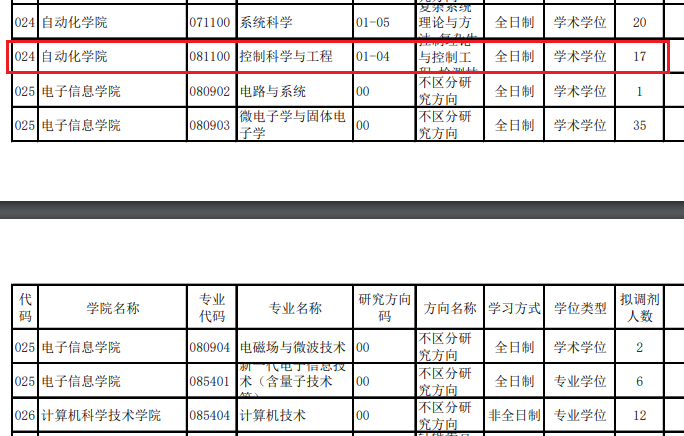 024 自动化学院 071100 系统科学 01-05 复杂系统理论与方 全日制 学术学位 20
024 自动化学院 081100 控制科学与工程 01-04 控制理论与控制工 全日制 学术学位 17
025 电子信息学院 080902 电路与系统 00 不区分研究方向 全日制 学术学位 1
025 电子信息学院 080903 微电子学与固体电子学 00 不区分研究方向 全日制 学术学位 35
代码 学院名称 专业代码 专业名称 研究方向码 方向名称 学习方式 学位类型 拟调剂人数
025 电子信息学院 080904 电磁场与微波技术 00 不区分研究方向 全日制 学术学位 2
025 电子信息学院 085401 新一代电子信息技术（含量子技术 00 不区分研究方向 全日制 专业学位 6
026 计算机科学技术学院 085404 计算机技术 00 不区分研究方向 非全日制 专业学位 12